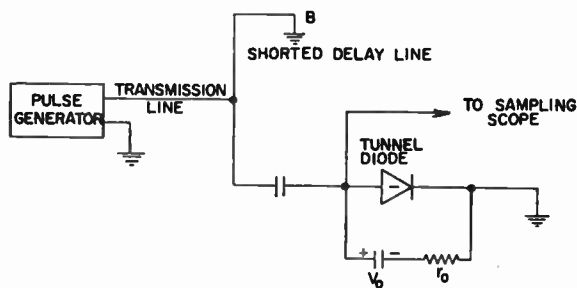 B
SHORTED DELAY LINE
TRANSMISSION
LINE
PULSE
GENERATOR
TO SAMPLING
SCOPE
TUNNEL
DIODE
−
+ −
V₀ r₀